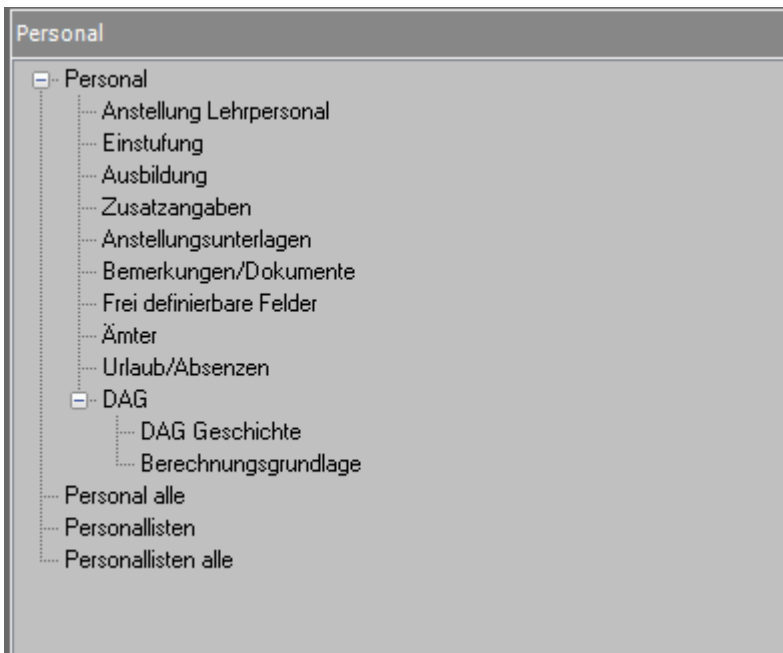 Personal
Personal
Anstellung Lehrpersonal
Einstufung
Ausbildung
Zusatzangaben
Anstellungsunterlagen
Bemerkungen/Dokumente
Frei definierbare Felder
Ämter
Urlaub/Absenzen
DAG
DAG Geschichte
Berechnungsgrundlage
Personal alle
Personallisten
Personallisten alle